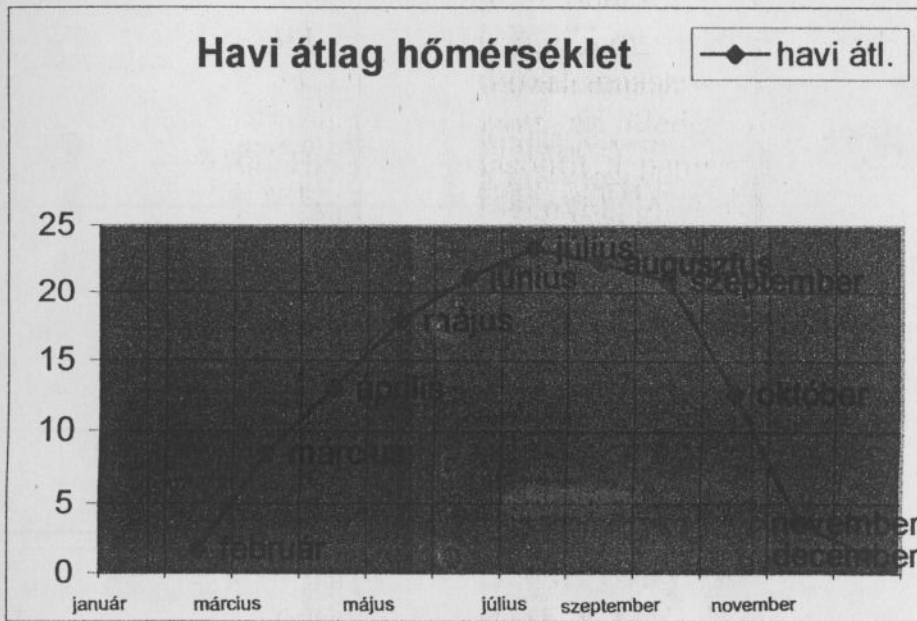 Havi átlag hőmérséklet
havi átl.
25
20
15
10
5
0
július
augusztus
június
szeptember
május
április
október
március
november
február
december
január március május július szeptember november